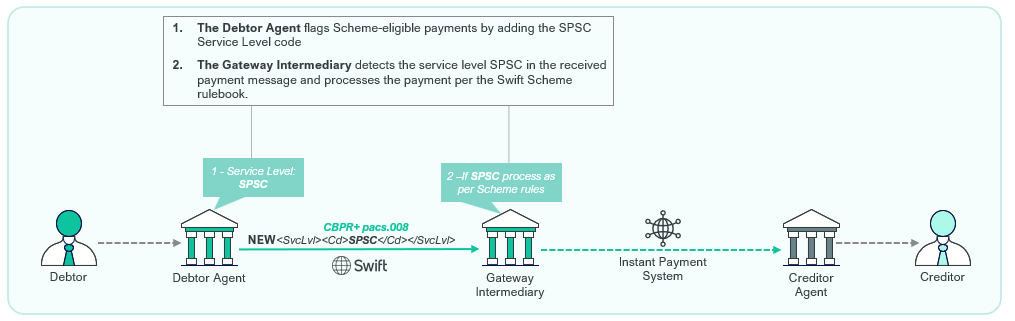 1. The Debtor Agent flags Scheme-eligible payments by adding the SPSC
Service Level code
2. The Gateway Intermediary detects the service level SPSC in the received
payment message and processes the payment per the Swift Scheme
rulebook.
1 - Service Level:
SPSC
2 –If SPSC process as
per Scheme rules
CBPR+ pacs.008
NEW<SvcLvl><Cd>SPSC</Cd></SvcLvl>
Swift
Debtor
Debtor Agent
Gateway
Intermediary
Instant Payment
System
Creditor
Agent
Creditor